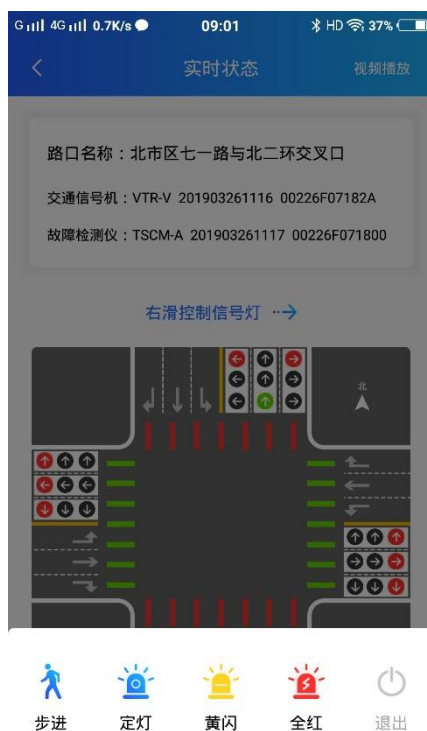 G 4G 0.7K/s 09:01 HD 37%
实时状态 视频播放
路口名称：北市区七一路与北二环交叉口
交通信号机：VTR-V 201903261116 00226F07182A
故障检测仪：TSCM-A 201903261117 00226F071800
右滑控制信号灯
北
步进 定灯 黄闪 全红 退出